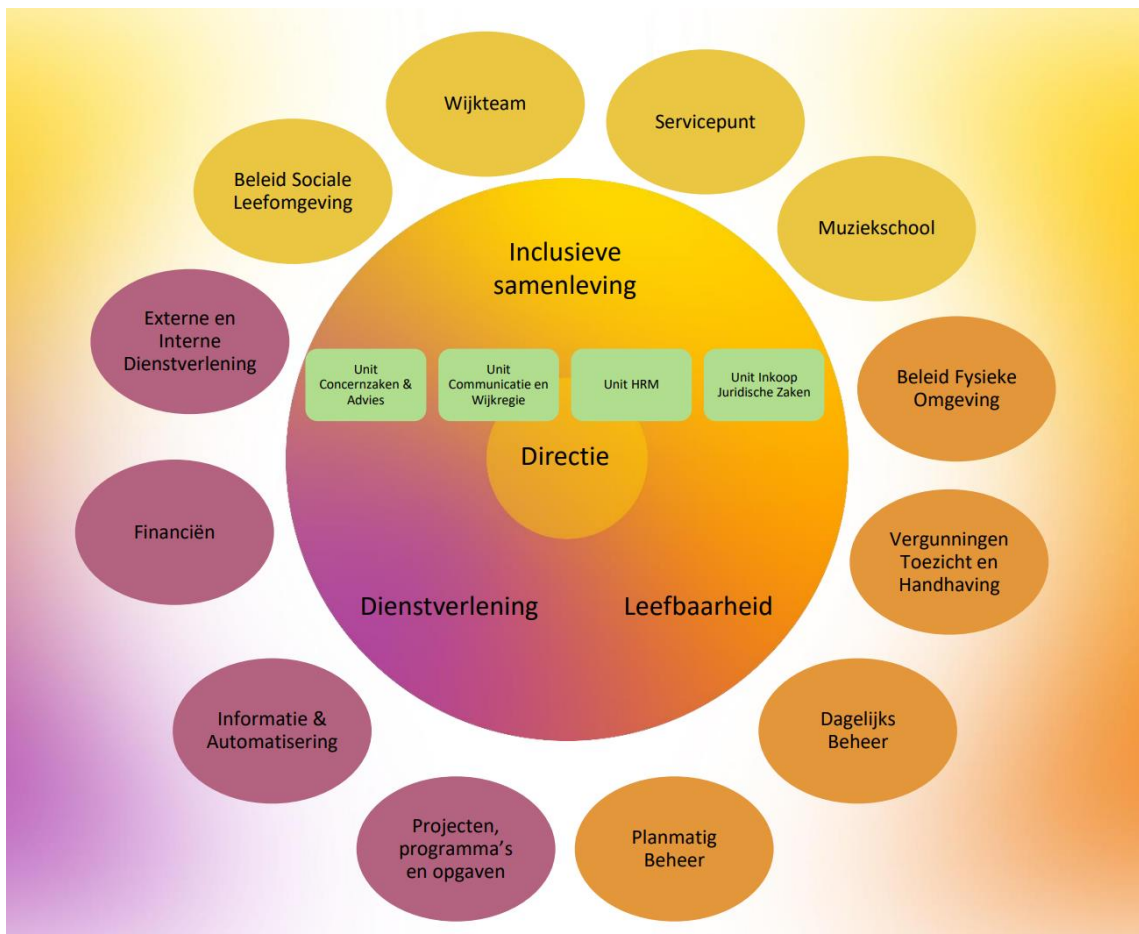 Wijkteam
Servicepunt
Beleid Sociale
Leefomgeving
Muziekschool
Inclusieve
samenleving
Externe en
Interne
Dienstverlening
Unit
Concernzaken &
Advies
Unit
Communicatie en
Wijkregie
Unit HRM
Unit Inkoop
Juridische Zaken
Beleid Fysieke
Omgeving
Directie
Financiën
Vergunningen
Toezicht en
Handhaving
Dienstverlening
Leefbaarheid
Informatie &
Automatisering
Dagelijks
Beheer
Projecten,
programma's
en opgaven
Planmatig
Beheer